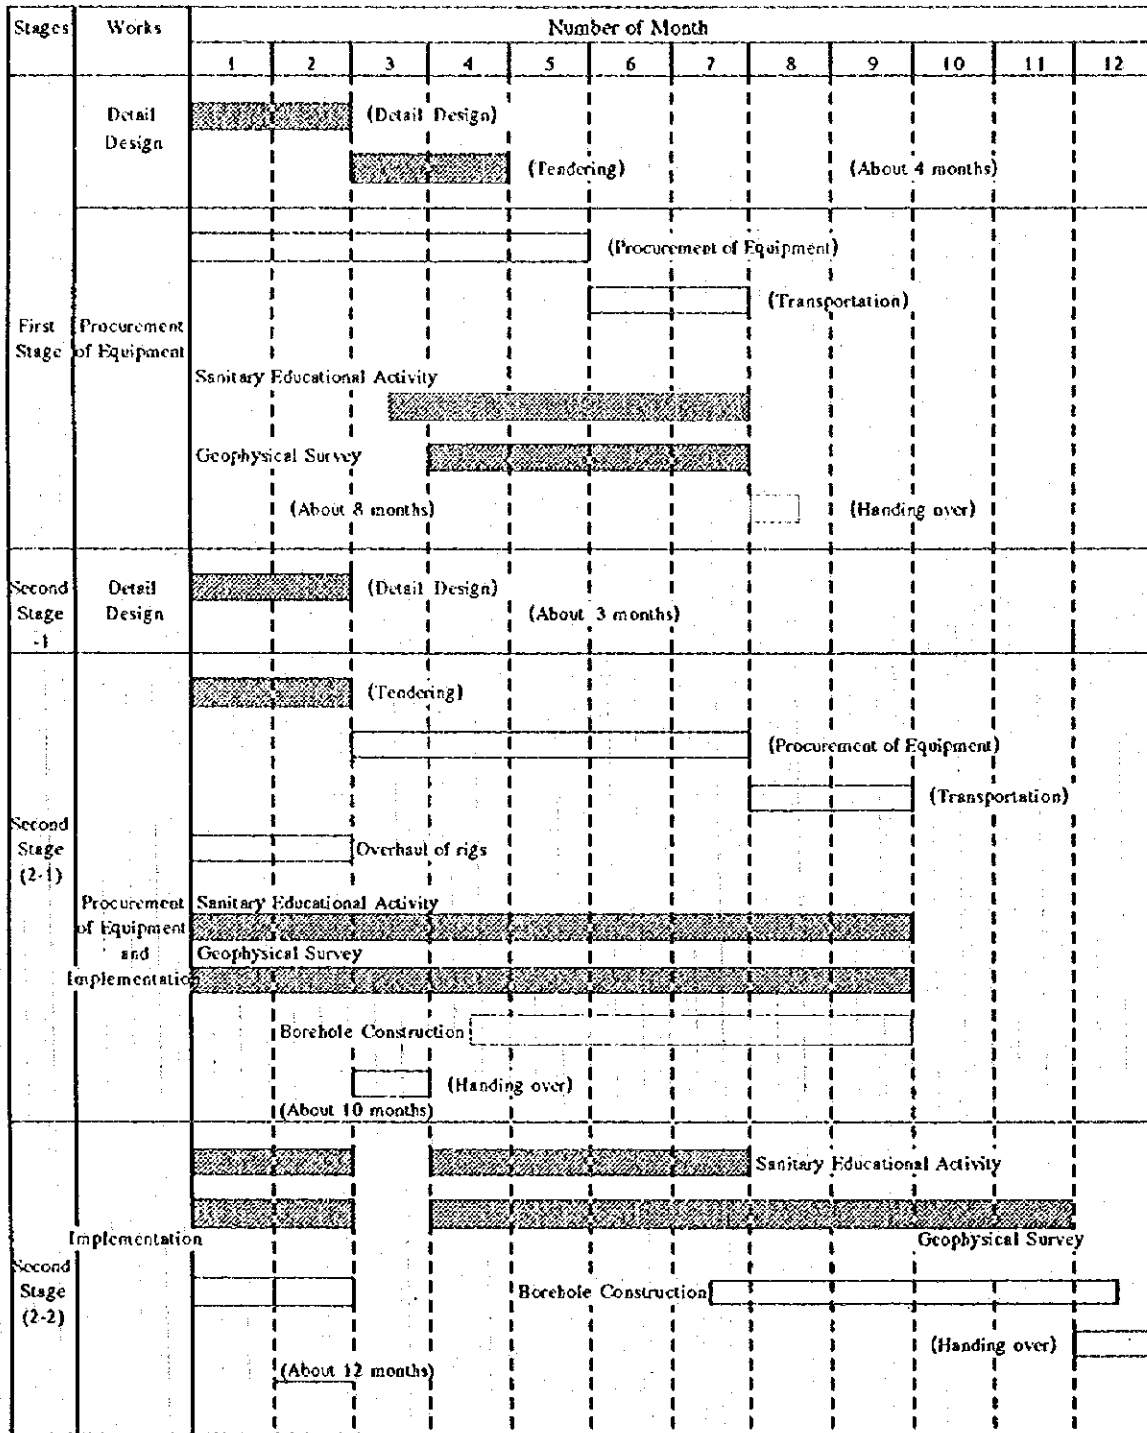 Stages Works Number of Month
1 2 3 4 5 6 7 8 9 10 11 12
Detail
Design
(Detail Design)
(Tendering) (About 4 months)
First
Stage
Procurement
of Equipment
(Procurement of Equipment)
(Transportation)
Sanitary Educational Activity
Geophysical Survey
(About 8 months) (Handing over)
Second
Stage
-1
Detail
Design
(Detail Design)
(About 3 months)
Second
Stage
(2-1)
Procurement
of Equipment
and
Implementation
(Tendering)
(Procurement of Equipment)
(Transportation)
Overhaul of rigs
Sanitary Educational Activity
Geophysical Survey
Borehole Construction
(Handing over)
(About 10 months)
Second
Stage
(2-2)
Implementation
Sanitary Educational Activity
Geophysical Survey
Borehole Construction
(Handing over)
(About 12 months)